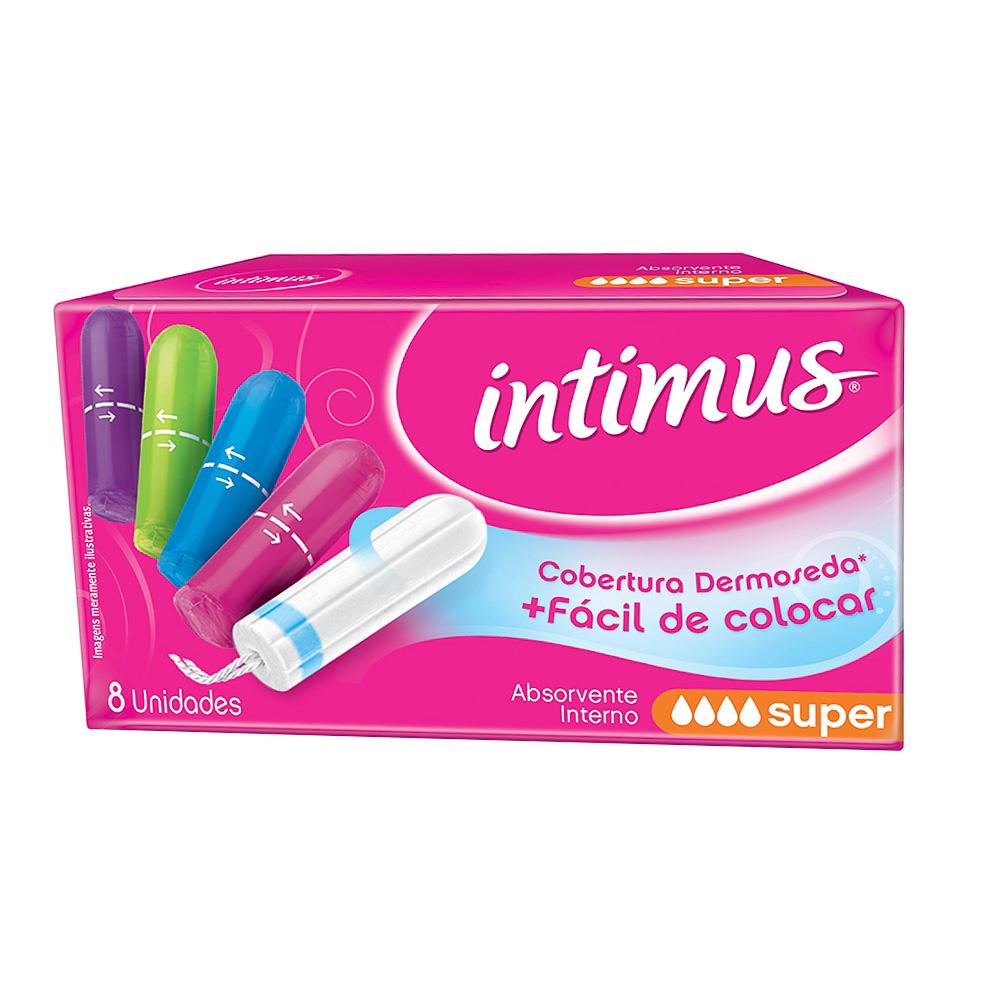 intimus
Absorvente
Interno
super
intimus®
Cobertura Dermoseda*
+Fácil de colocar
Imagens meramente ilustrativas.
8 Unidades
Absorvente
Interno
super